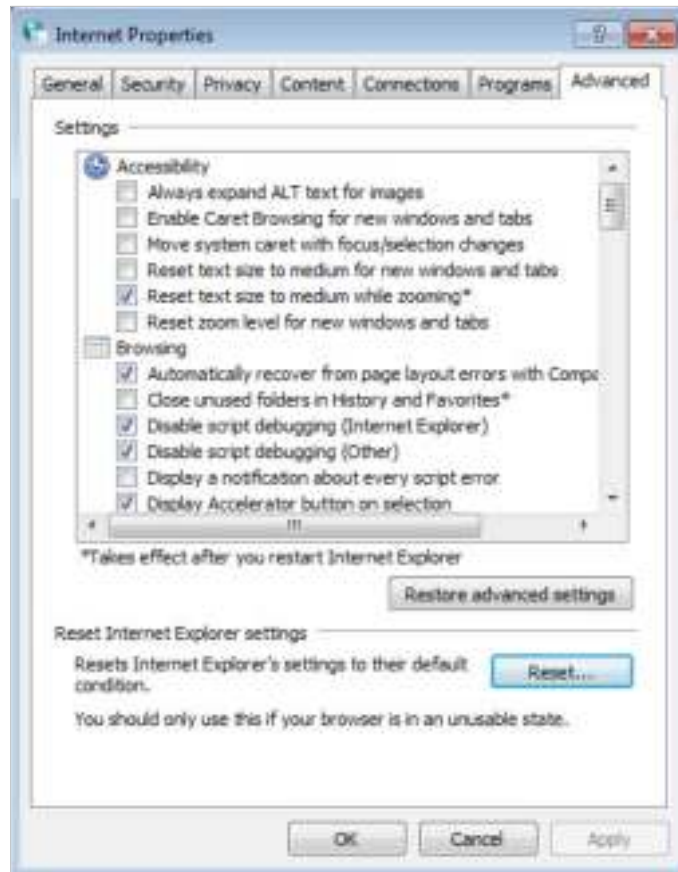 Internet Properties
General Security Privacy Content Connections Programs Advanced
Settings
Accessibility
Always expand ALT text for images
Enable Caret Browsing for new windows and tabs
Move system caret with focus/selection changes
Reset text size to medium for new windows and tabs
Reset text size to medium while zooming*
Reset zoom level for new windows and tabs
Browsing
Automatically recover from page layout errors with Compa
Close unused folders in History and Favorites*
Disable script debugging (Internet Explorer)
Disable script debugging (Other)
Display a notification about every script error
Display Accelerator button on selection
*Takes effect after you restart Internet Explorer
Restore advanced settings
Reset Internet Explorer settings
Resets Internet Explorer's settings to their default
condition.
Reset...
You should only use this if your browser is in an unusable state.
OK Cancel Apply